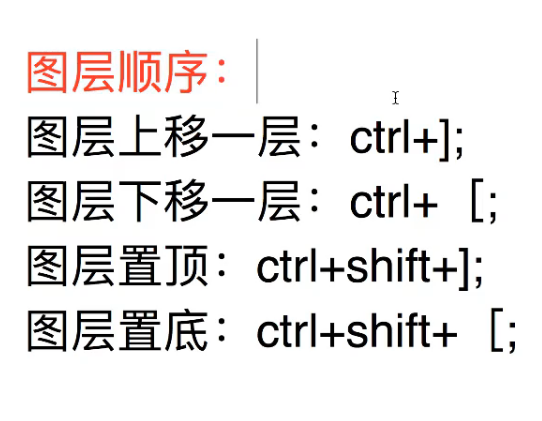 图层顺序：
图层上移一层：ctrl+];
图层下移一层：ctrl+［;
图层置顶：ctrl+shift+];
图层置底：ctrl+shift+［;